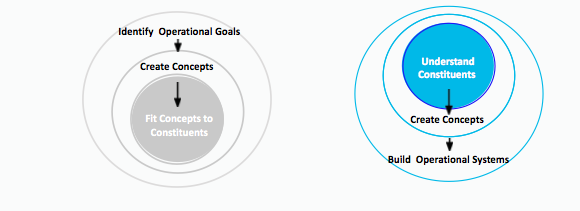 Identify Operational Goals
Create Concepts
Fit Concepts to
Constituents
Understand
Constituents
Create Concepts
Build Operational Systems